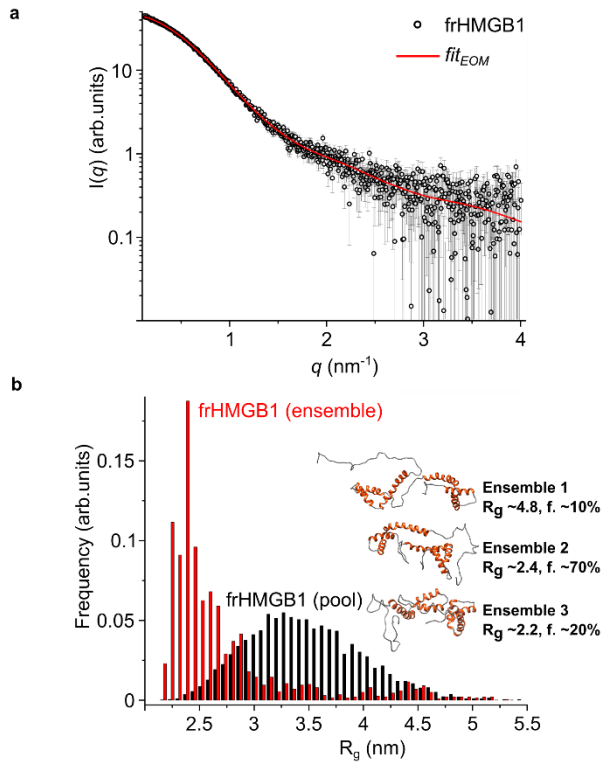 a
frHMGB1
fit_EOM
I(q) (arb.units)
10
1
0.1
1
2
3
4
q (nm⁻¹)
b
frHMGB1 (ensemble)
Frequency (arb.units)
0.15
0.1
0.05
0
frHMGB1 (pool)
Ensemble 1
Rg ~4.8, f. ~10%
Ensemble 2
Rg ~2.4, f. ~70%
Ensemble 3
Rg ~2.2, f. ~20%
2.5
3
3.5
4
4.5
5
5.5
Rg (nm)